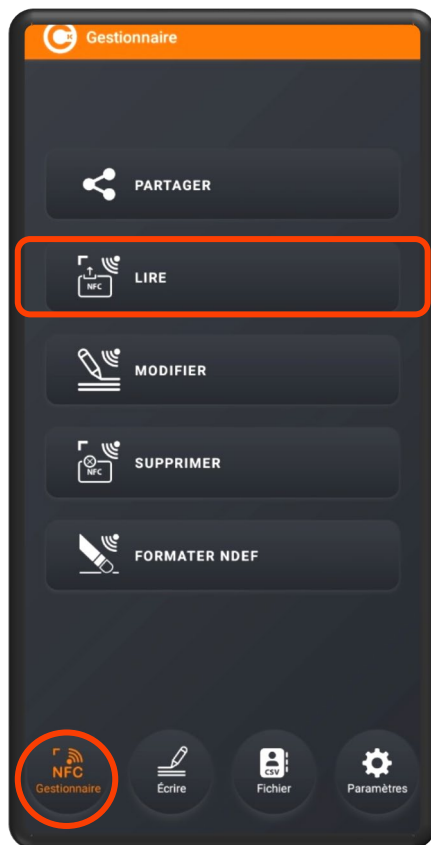 Gestionnaire
PARTAGER
NFC
LIRE
MODIFIER
NFC
SUPPRIMER
FORMATER NDEF
NFC
Gestionnaire
Écrire
CSV
Fichier
Paramètres